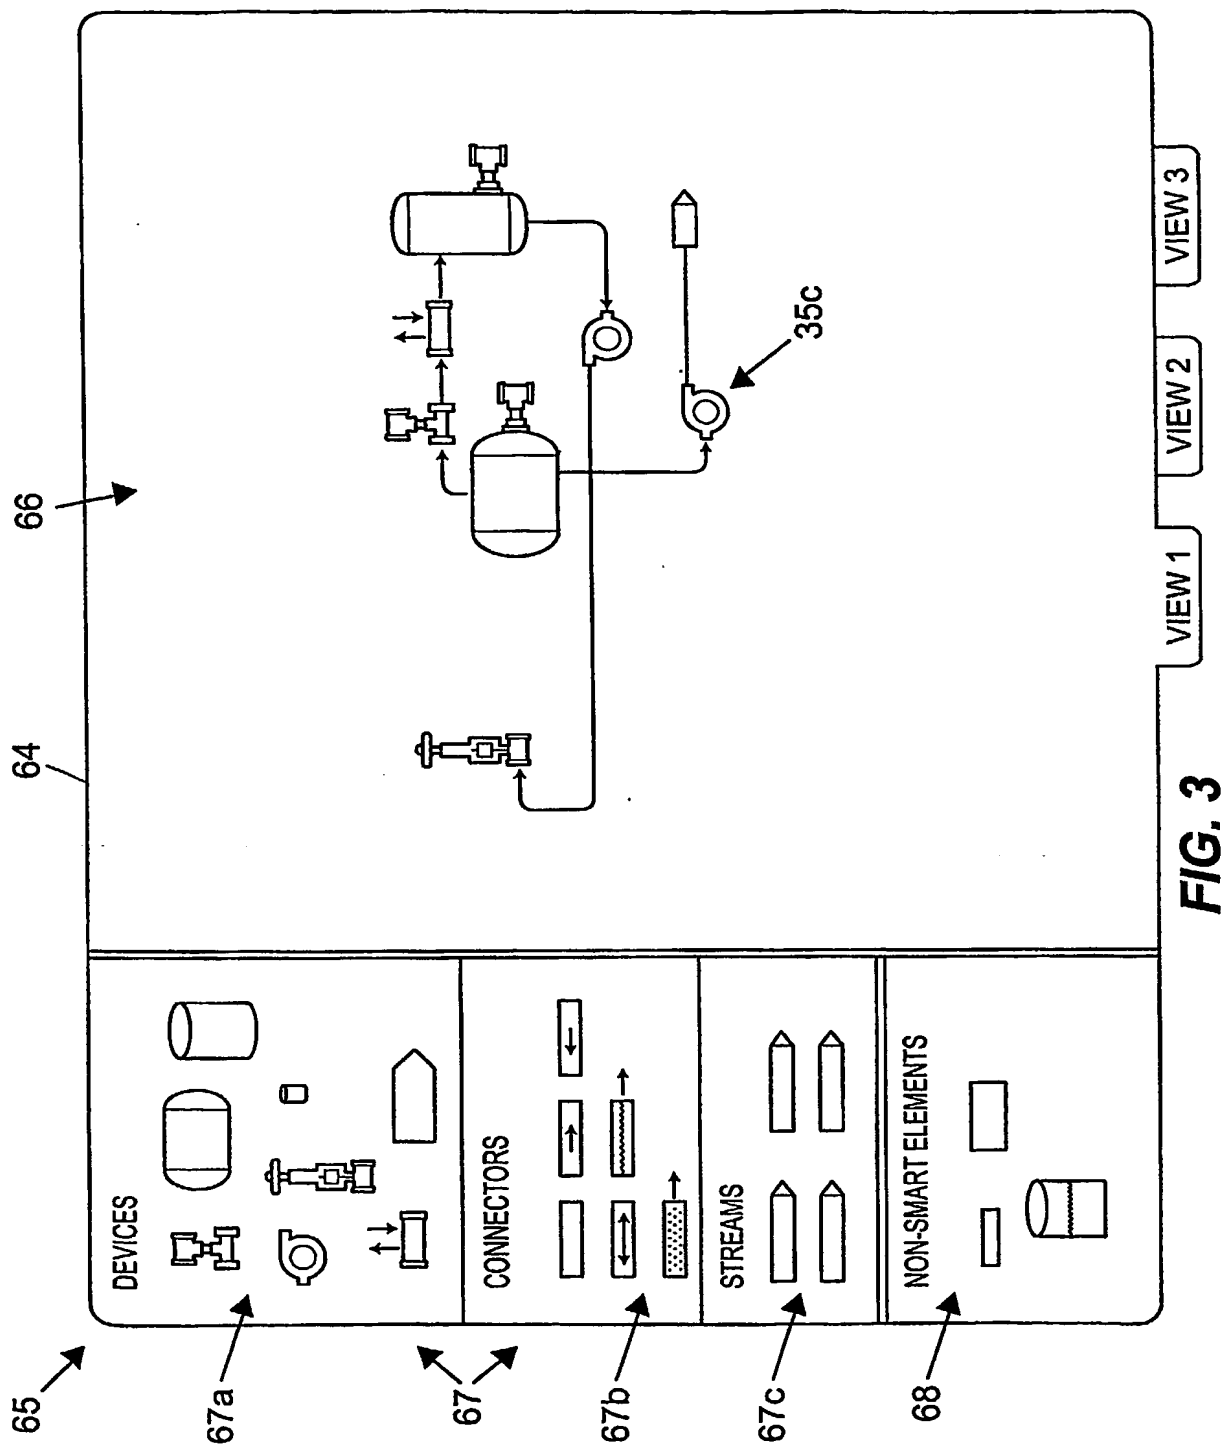 65
64
66
67a
DEVICES
67
CONNECTORS
67b
STREAMS
67c
NON-SMART ELEMENTS
68
35c
VIEW 1
VIEW 2
VIEW 3
FIG. 3